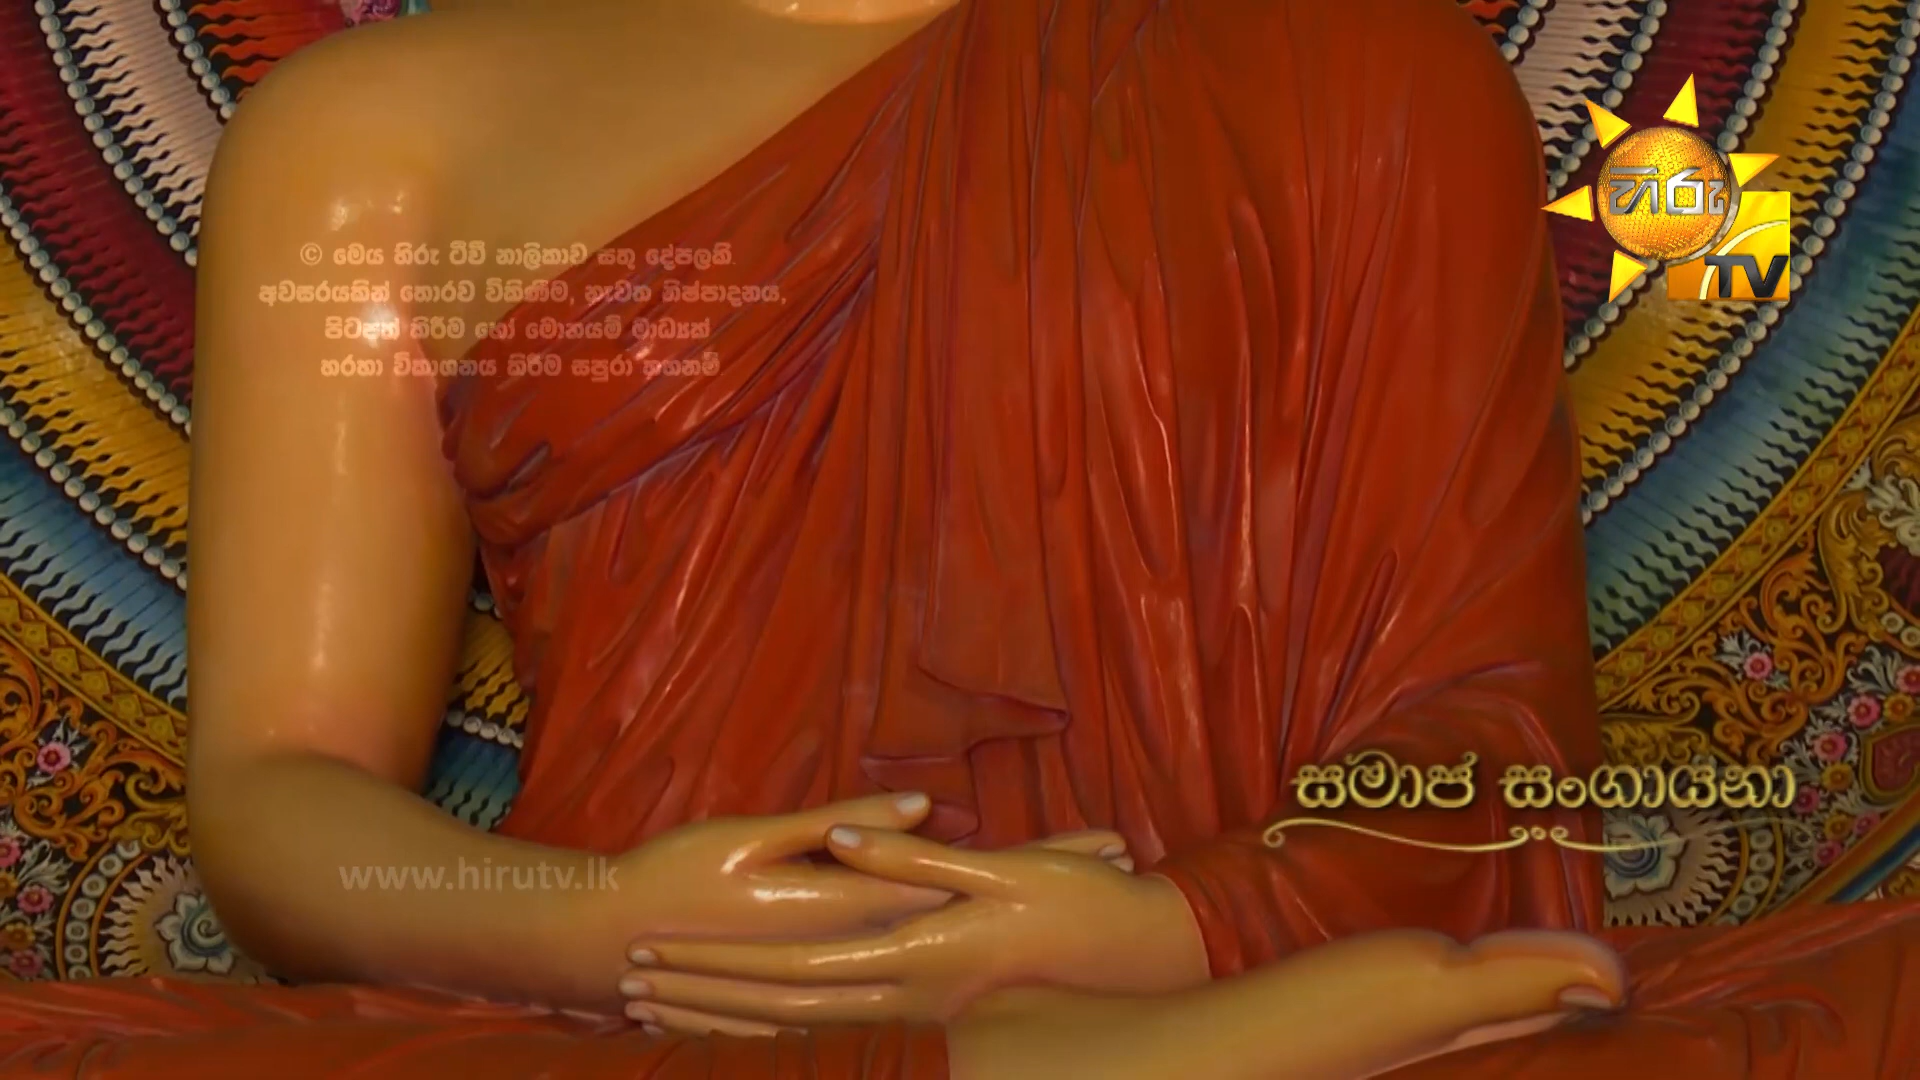 © මෙය හිරු ටීවී නාලිකාව සතු දේපලකි.
අවසරයකින් තොරව විකිණීම, නැවත නිෂ්පාදනය,
පිටපත් කිරීම හෝ මොනයම් මාධ්‍යක්
හරහා විකාශනය කිරීම සපුරා තහනම්
හිරු
TV
සමාජ සංගායනා
www.hirutv.lk